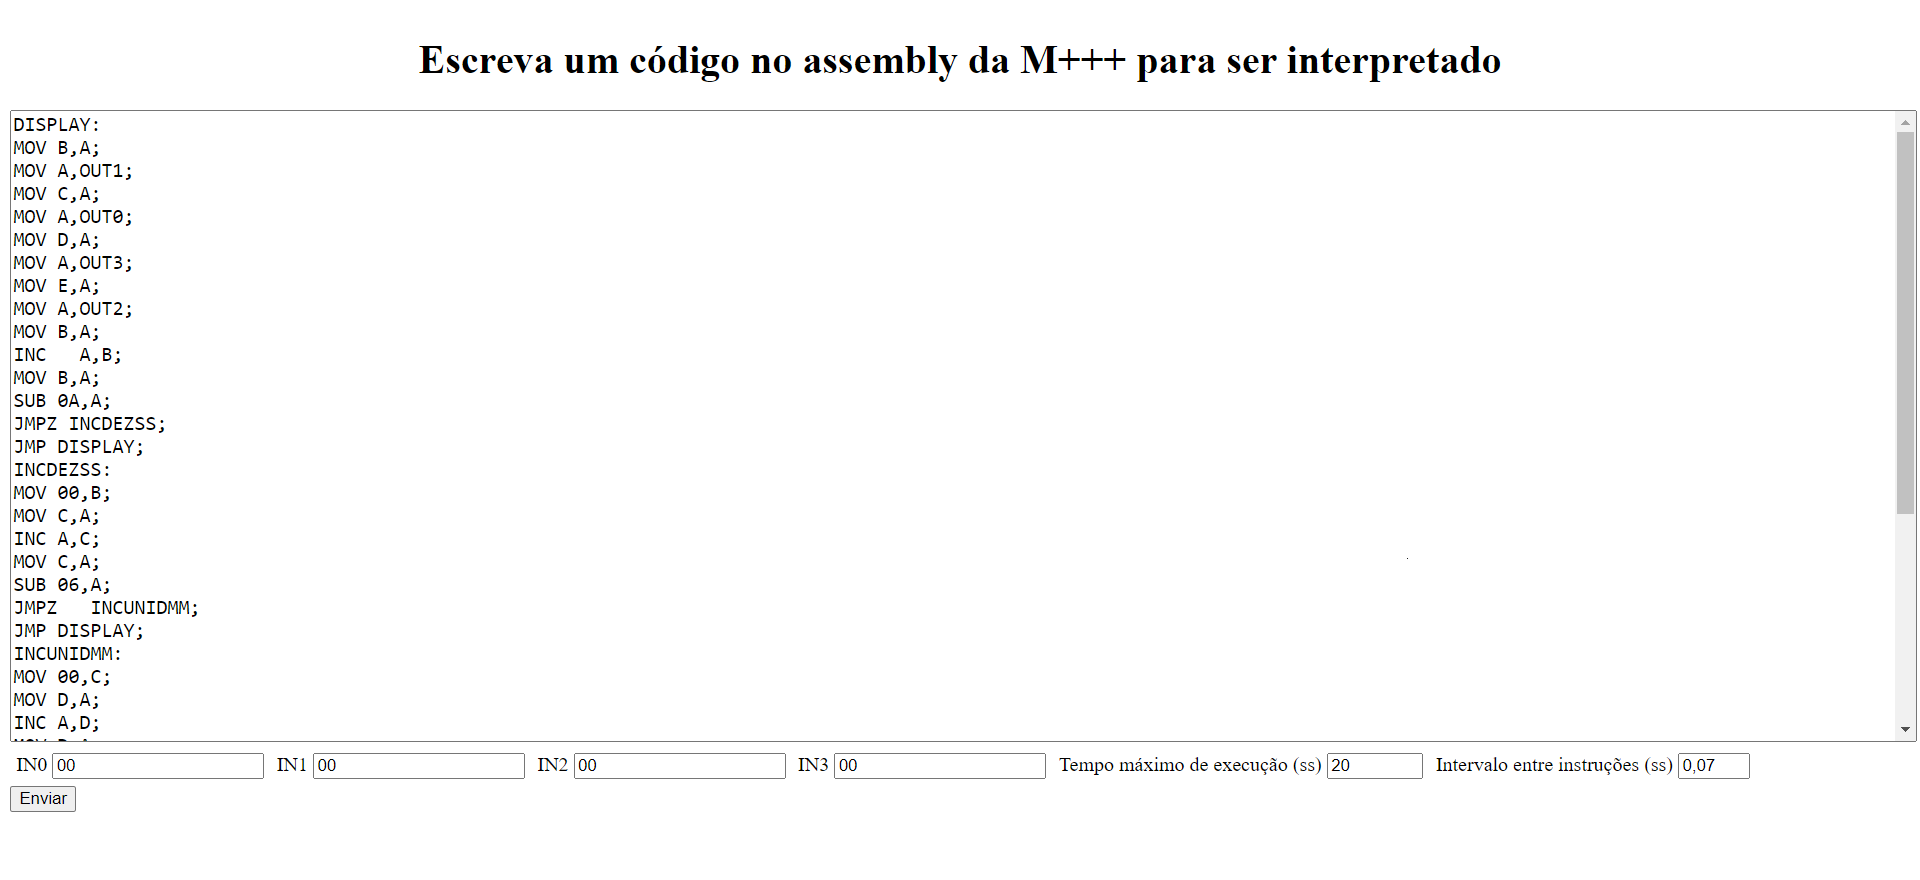 Escreva um código no assembly da M+++ para ser interpretado
DISPLAY:
MOV B,A;
MOV A,OUT1;
MOV C,A;
MOV A,OUT0;
MOV D,A;
MOV A,OUT3;
MOV E,A;
MOV A,OUT2;
MOV B,A;
INC   A,B;
MOV B,A;
SUB 0A,A;
JMPZ INCDEZSS;
JMP DISPLAY;
INCDEZSS:
MOV 00,B;
MOV C,A;
INC A,C;
MOV C,A;
SUB 06,A;
JMPZ   INCUNIDMM;
JMP DISPLAY;
INCUNIDMM:
MOV 00,C;
MOV D,A;
INC A,D;
IN0 00 IN1 00 IN2 00 IN3 00 Tempo máximo de execução (ss) 20 Intervalo entre instruções (ss) 0,07
Enviar